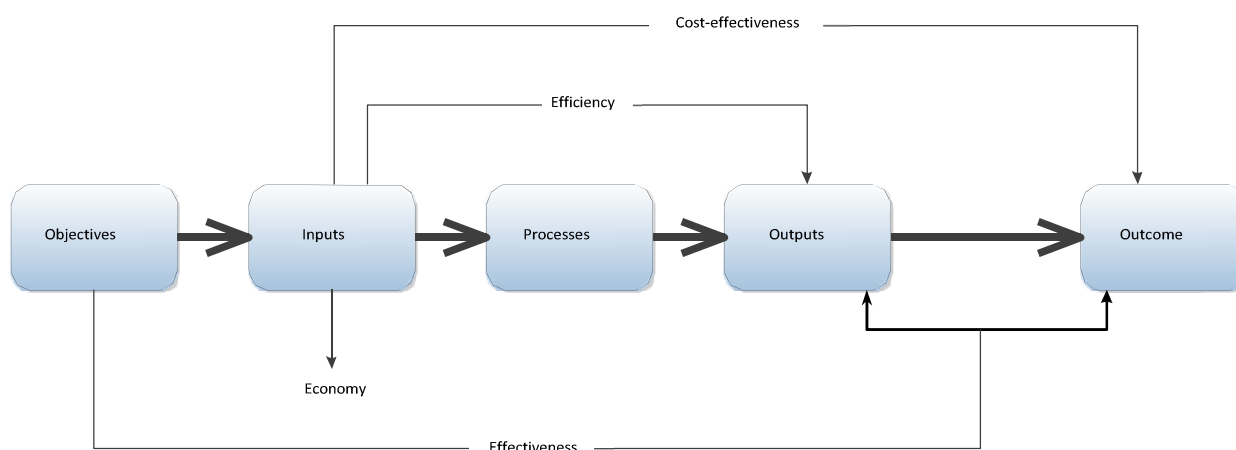 Cost-effectiveness
Efficiency
Objectives
Inputs
Processes
Outputs
Outcome
Economy
Effectiveness